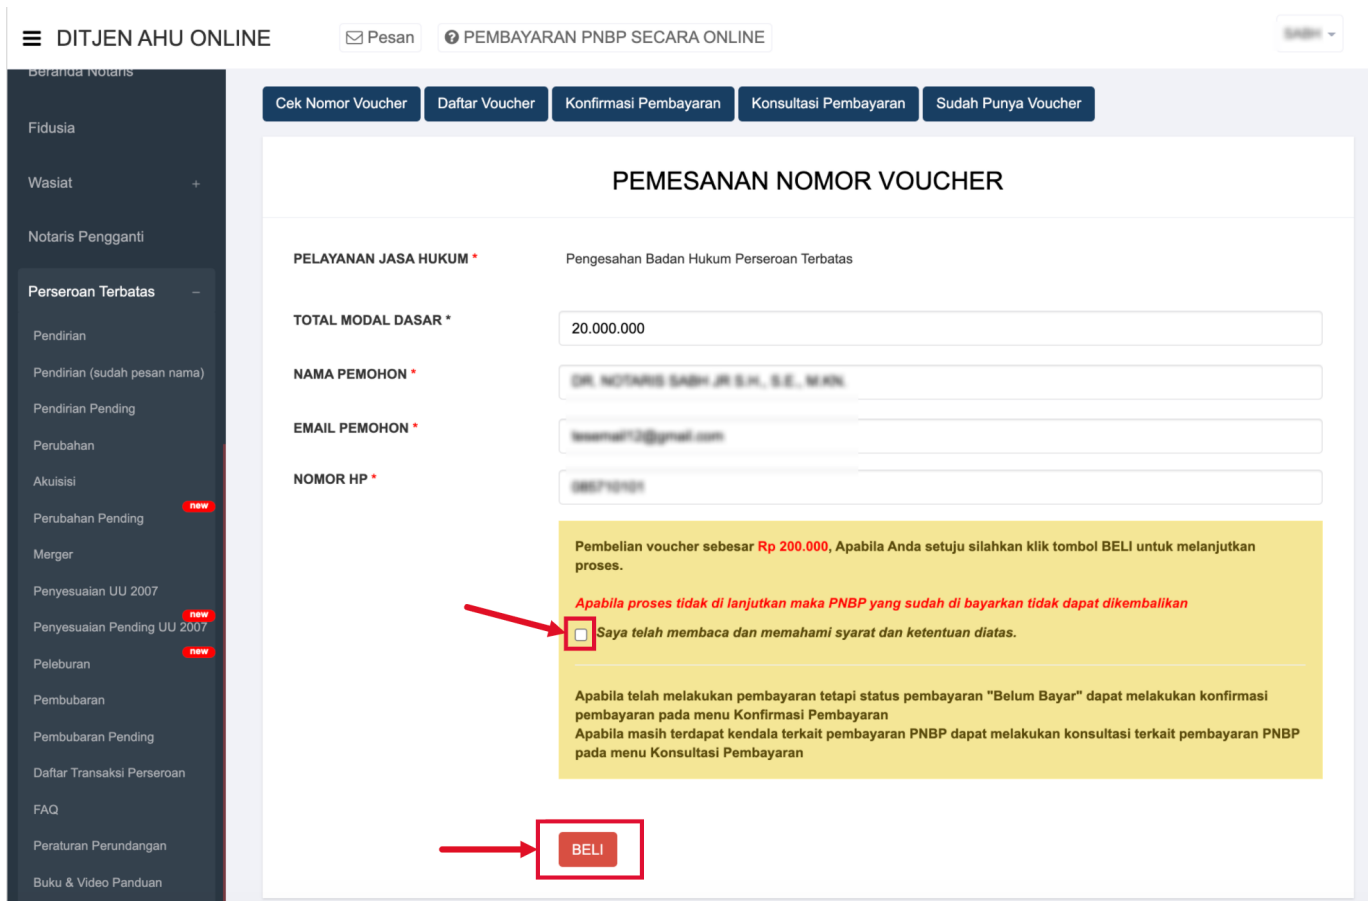 DITJEN AHU ONLINE
Pesan
PEMBAYARAN PNBP SECARA ONLINE
Beranda Notaris
Fidusia
Wasiat +
Notaris Pengganti
Perseroan Terbatas −
Pendirian
Pendirian (sudah pesan nama)
Pendirian Pending
Perubahan
Akuisisi
new
Perubahan Pending
Merger
Penyesuaian UU 2007
new
Penyesuaian Pending UU 2007
new
Peleburan
Pembubaran
Pembubaran Pending
Daftar Transaksi Perseroan
FAQ
Peraturan Perundangan
Buku & Video Panduan
Cek Nomor Voucher
Daftar Voucher
Konfirmasi Pembayaran
Konsultasi Pembayaran
Sudah Punya Voucher
PEMESANAN NOMOR VOUCHER
PELAYANAN JASA HUKUM * Pengesahan Badan Hukum Perseroan Terbatas
TOTAL MODAL DASAR * 20.000.000
NAMA PEMOHON *
EMAIL PEMOHON *
NOMOR HP *
Pembelian voucher sebesar Rp 200.000, Apabila Anda setuju silahkan klik tombol BELI untuk melanjutkan
proses.
Apabila proses tidak di lanjutkan maka PNBP yang sudah di bayarkan tidak dapat dikembalikan
Saya telah membaca dan memahami syarat dan ketentuan diatas.
Apabila telah melakukan pembayaran tetapi status pembayaran "Belum Bayar" dapat melakukan konfirmasi
pembayaran pada menu Konfirmasi Pembayaran
Apabila masih terdapat kendala terkait pembayaran PNBP dapat melakukan konsultasi terkait pembayaran PNBP
pada menu Konsultasi Pembayaran
BELI